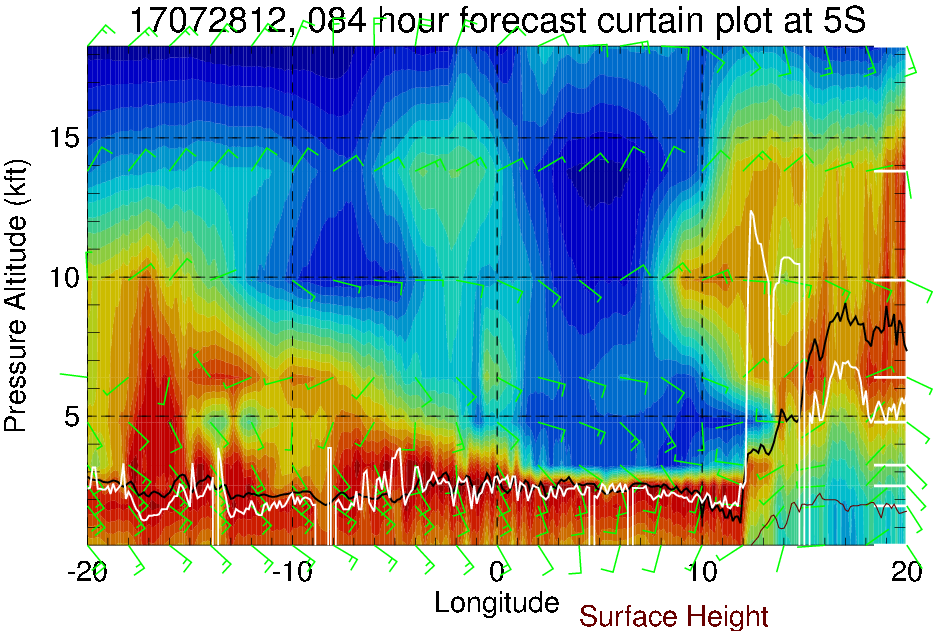 17072812, 084 hour forecast curtain plot at 5S
Pressure Altitude (kft)
15
10
5
-20
-10
0
10
20
Longitude
Surface Height